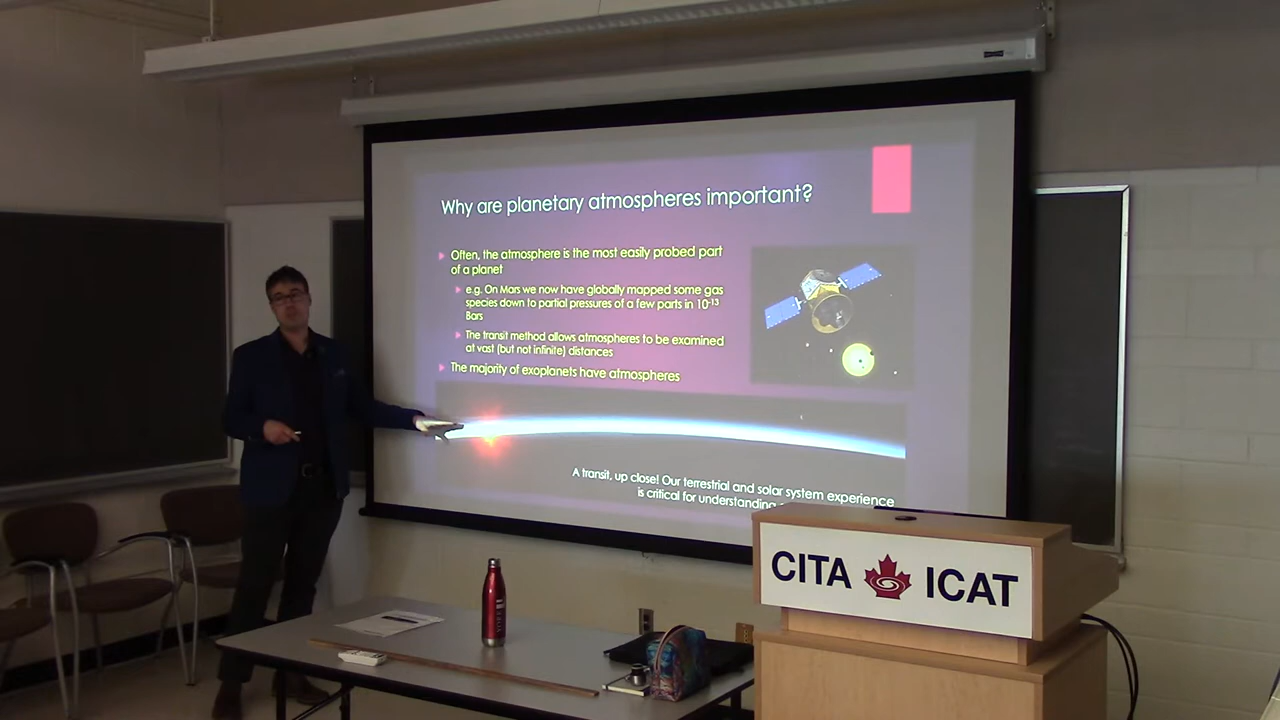 Why are planetary atmospheres important?
Often, the atmosphere is the most easily probed part
of a planet
e.g. On Mars we now have globally mapped some gas
species down to partial pressures of a few parts in 10⁻¹³
Bars
The transit method allows atmospheres to be examined
at vast (but not infinite) distances
The majority of exoplanets have atmospheres
A transit, up close! Our terrestrial and solar system experience
is critical for understanding
CITA ICAT